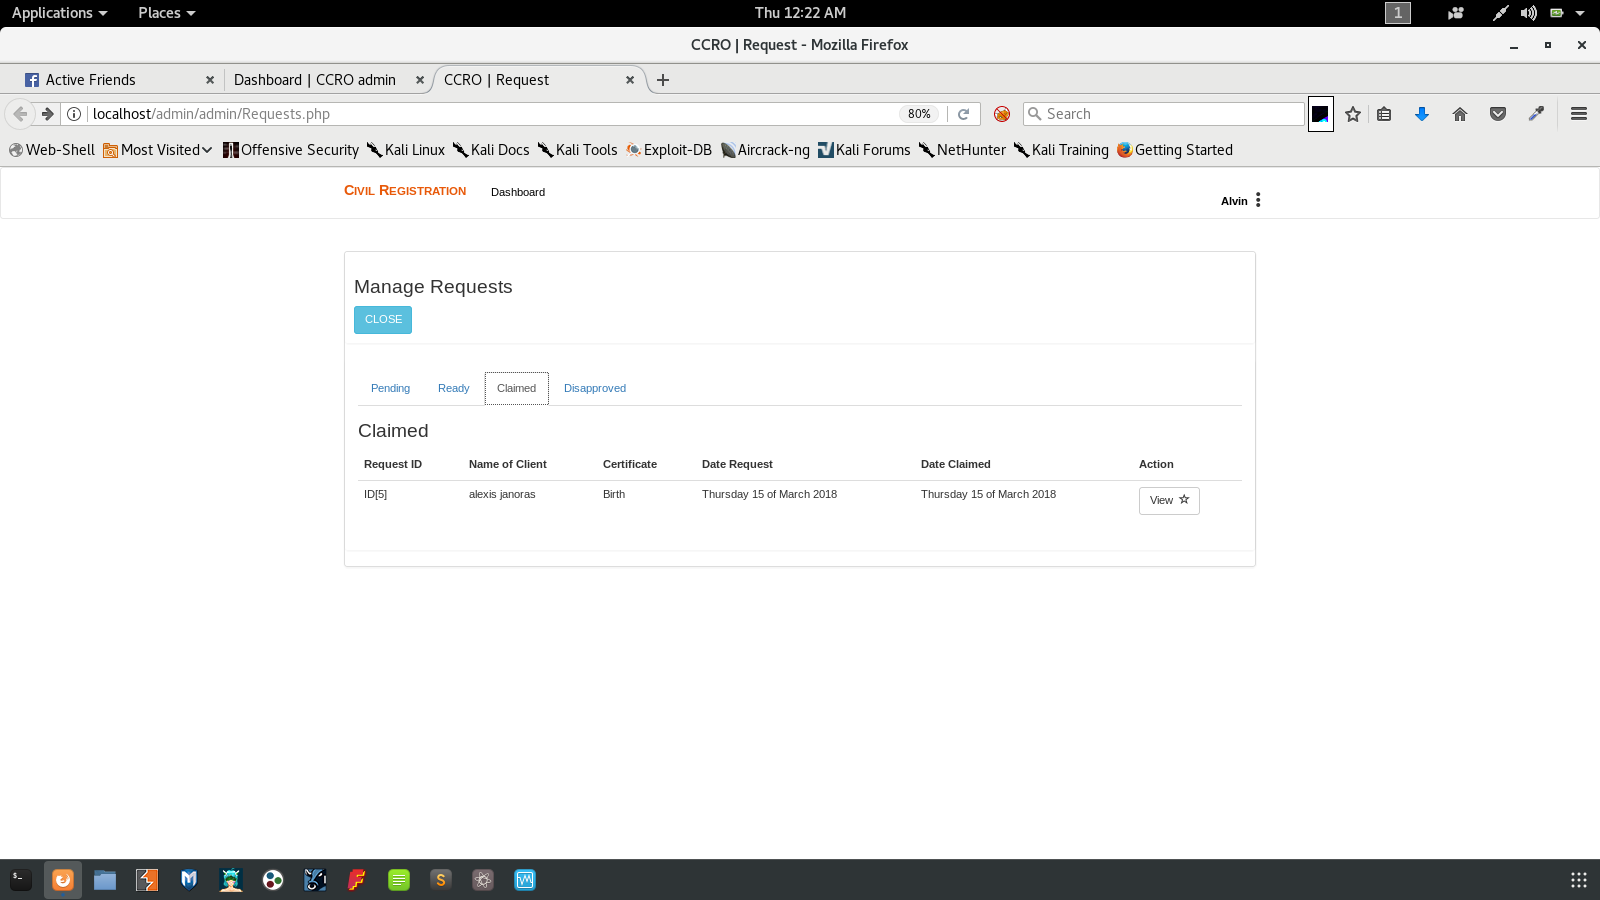 Applications Places Thu 12:22 AM 1
CCRO | Request - Mozilla Firefox
Active Friends Dashboard | CCRO admin CCRO | Request
localhost/admin/admin/Requests.php 80% Search
Web-Shell Most Visited Offensive Security Kali Linux Kali Docs Kali Tools Exploit-DB Aircrack-ng Kali Forums NetHunter Kali Training Getting Started
CIVIL REGISTRATION Dashboard
Alvin
Manage Requests
CLOSE
Pending Ready Claimed Disapproved
Claimed
Request ID Name of Client Certificate Date Request Date Claimed Action
ID[5] alexis janoras Birth Thursday 15 of March 2018 Thursday 15 of March 2018 View